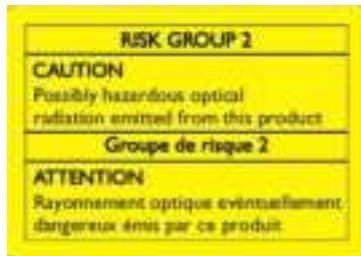 RISK GROUP 2
CAUTION
Possibly hazardous optical
radiation emitted from this product
Groupe de risque 2
ATTENTION
Rayonnement optique éventuellement
dangereux émis par ce produit